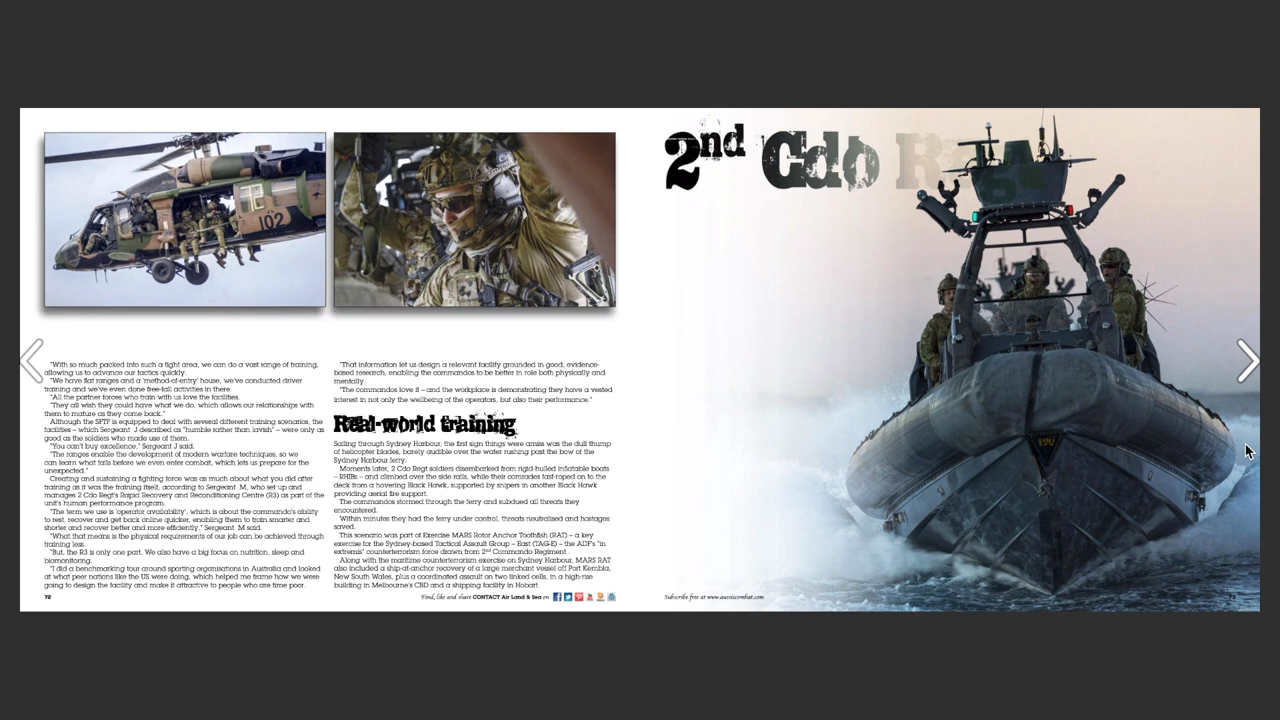 Army
102
"With so much packed into such a tight area, we can do a vast range of training,
allowing us to advance our tactics quickly.
"We have flat ranges and a 'method-of-entry' house, we've conducted driver
training and we've even done free-fall activities in there.
"All the partner forces who train with us love the facilities.
"They all wish they could have what we do, which allows our relationships with
them to mature as they come back."
Although the SFTF is equipped to deal with several different training scenarios, the
facilities – which Sergeant J described as "humble rather than lavish" – were only as
good as the soldiers who made use of them.
"You can't buy excellence," Sergeant J said.
"The ranges enable the development of modern warfare techniques, so we
can learn what fails before we even enter combat, which lets us prepare for the
unexpected."
Creating and sustaining a fighting force was as much about what you did after
training as it was the training itself, according to Sergeant M, who set up and
manages 2 Cdo Regt's Rapid Recovery and Reconditioning Centre (R3) as part of the
unit's human performance program.
"The term we use is 'operator availability', which is about the commando's ability
to rest, recover and get back online quicker, enabling them to train smarter and
shorter and recover better and more efficiently," Sergeant M said.
"What that means is the physical requirements of our job can be achieved through
training less.
"But, the R3 is only one part. We also have a big focus on nutrition, sleep and
biomonitoring.
"I did a benchmarking tour around sporting organisations in Australia and looked
at what peer nations like the US were doing, which helped me frame how we were
going to design the facility and make it attractive to people who are time poor.
72
"That information let us design a relevant facility grounded in good, evidence-
based research, enabling the commandos to be better in role both physically and
mentally.
"The commandos love it – and the workplace is demonstrating they have a vested
interest in not only the wellbeing of the operators, but also their performance."
Real-world training
Sailing through Sydney Harbour, the first sign things were amiss was the dull thump
of helicopter blades, barely audible over the water rushing past the bow of the
Sydney Harbour ferry.
Moments later, 2 Cdo Regt soldiers disembarked from rigid-hulled inflatable boats
– RHIBs – and climbed over the side rails, while their comrades fast-roped on to the
deck from a hovering Black Hawk, supported by snipers in another Black Hawk
providing aerial fire support.
The commandos stormed through the ferry and subdued all threats they
encountered.
Within minutes they had the ferry under control, threats neutralised and hostages
saved.
This scenario was part of Exercise MARS Rotor Anchor Toothfish (RAT) – a key
exercise for the Sydney-based Tactical Assault Group – East (TAG-E) – the ADF's "in
extremis" counterterrorism force drawn from 2nd Commando Regiment .
Along with the maritime counterterrorism exercise on Sydney Harbour, MARS RAT
also included a ship-at-anchor recovery of a large merchant vessel off Port Kembla,
New South Wales, plus a coordinated assault on two linked cells, in a high-rise
building in Melbourne's CBD and a shipping facility in Hobart.
Find, like and share CONTACT Air Land & Sea on
2nd Cdo Regt
190
Subscribe free at www.aussiecombat.com
73